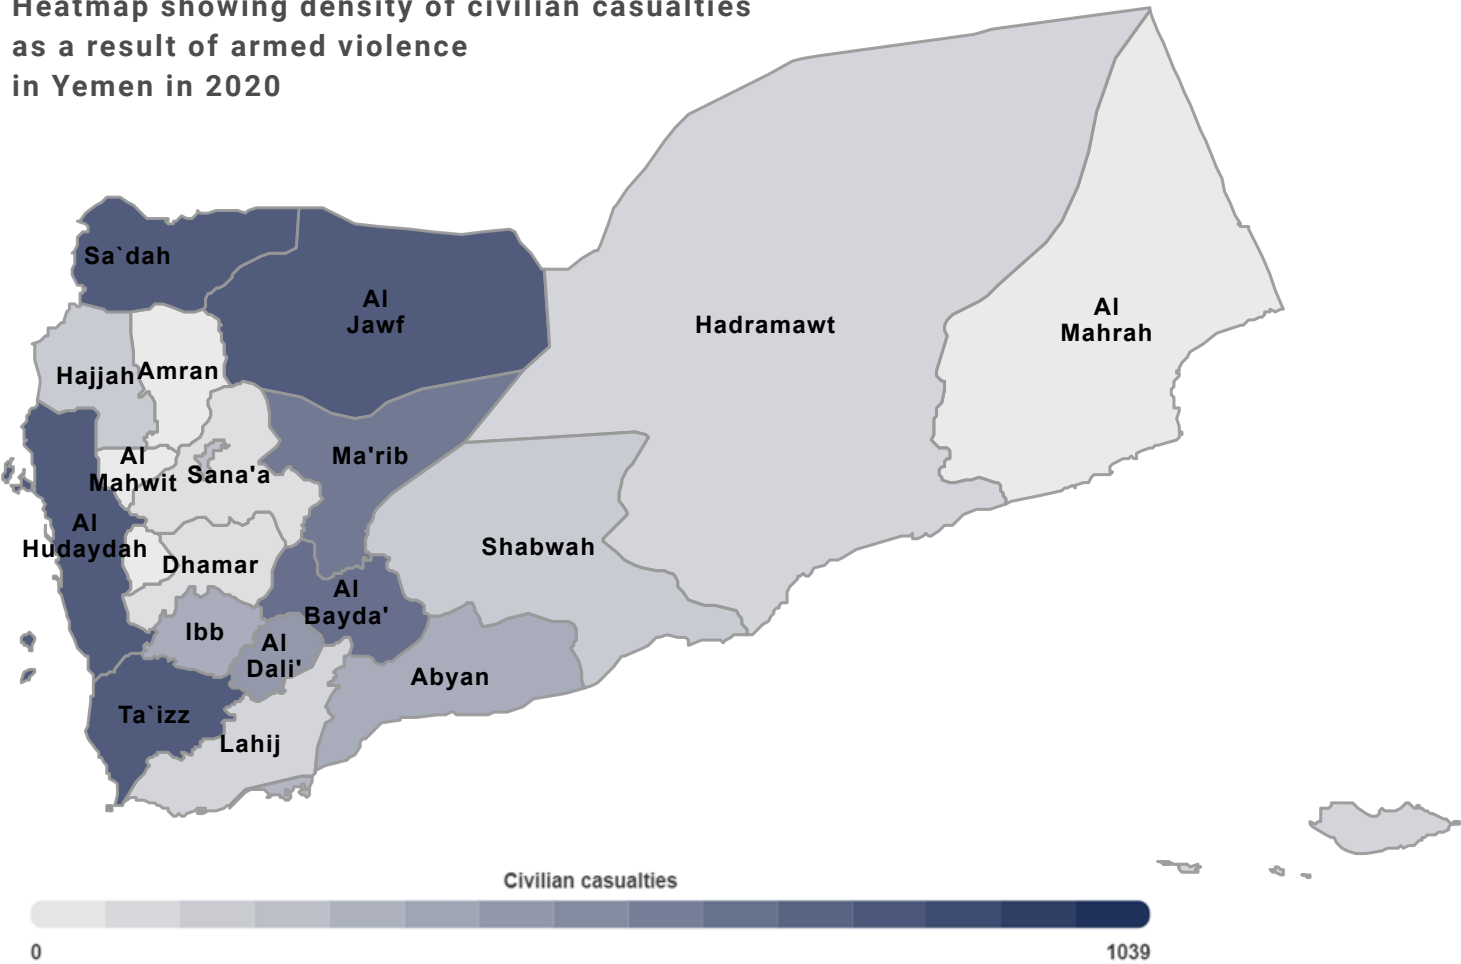 Heatmap showing density of civilian casualties
as a result of armed violence
in Yemen in 2020
Sa`dah
Al
Jawf
Hadramawt
Al
Mahrah
Hajjah
Amran
Ma'rib
Al
Mahwit
Sana'a
Al
Hudaydah
Shabwah
Dhamar
Al
Bayda'
Ibb
Al
Dali'
Abyan
Ta`izz
Lahij
Civilian casualties
0
1039